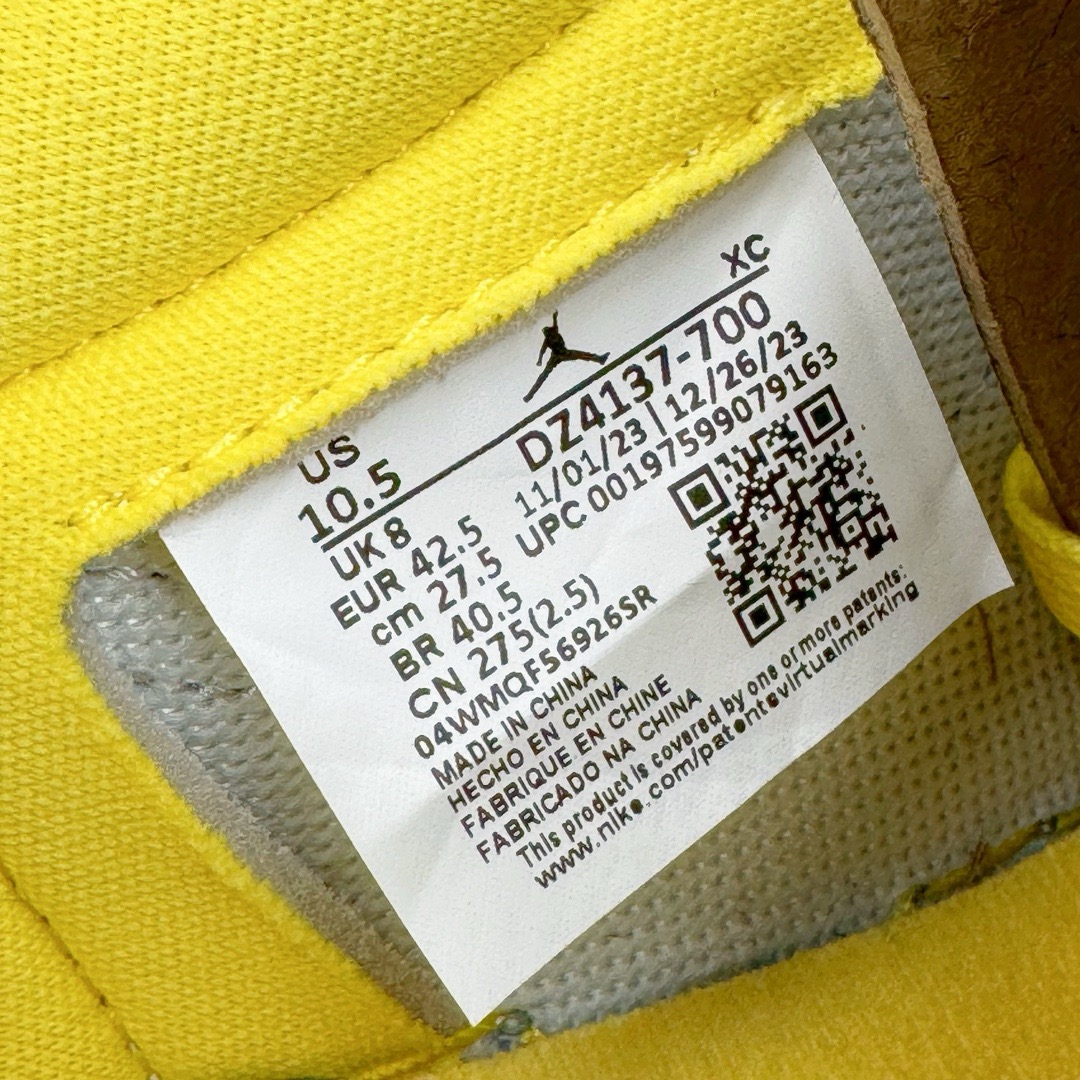 XC
US
10.5
DZ4137-700
UK 8
11/01/23 | 12/26/23
EUR 42.5
UPC 00197599079163
cm 27.5
BR 40.5
CN 275(2.5)
04WMQF56926SR
MADE IN CHINA
HECHO EN CHINA
FABRIQUE EN CHINE
FABRICADO NA CHINA
This product is covered by one or more patents:
www.nike.com/patentsvirtualmarking